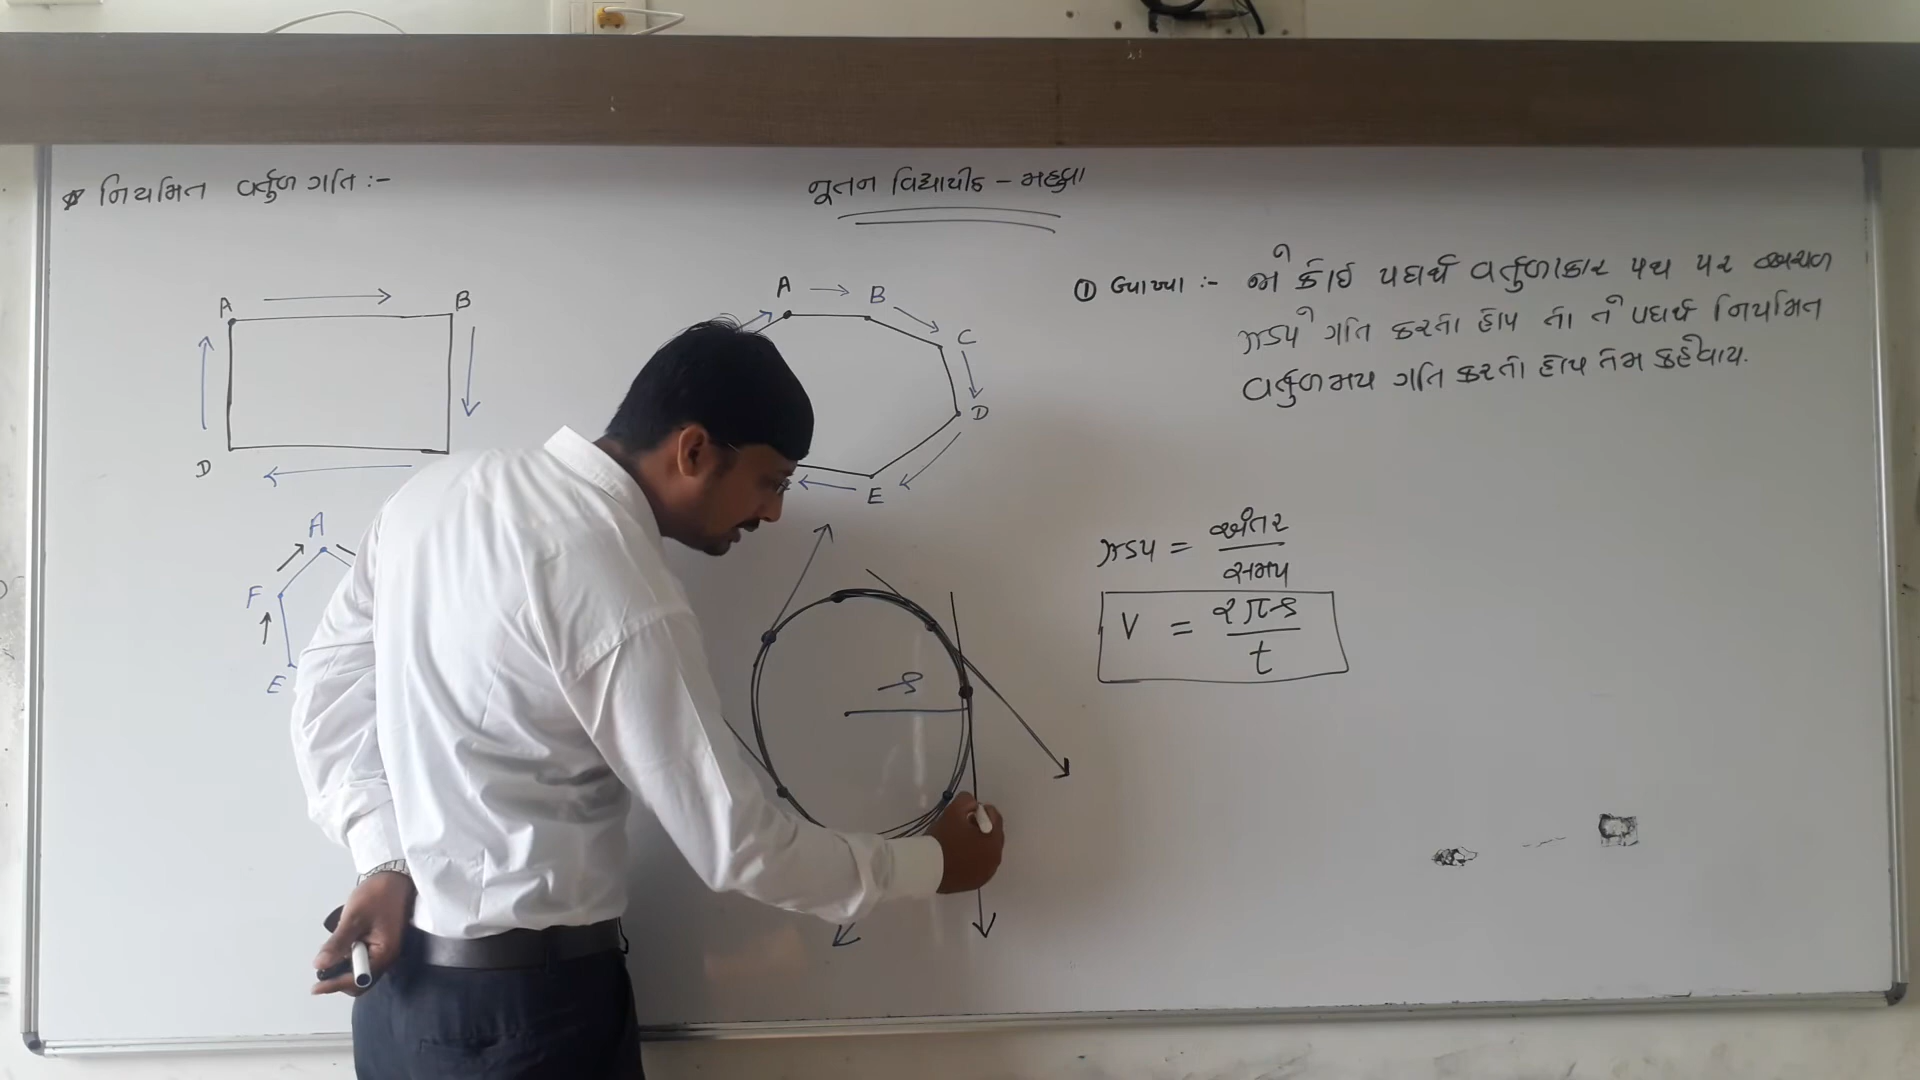 * નિયમિત વર્તુળ ગતિ :-
નૂતન વિદ્યાપીઠ - મહુવા
A
B
D
A
B
C
D
E
A
F
E
① વ્યાખ્યા :- જો કોઈ પદાર્થ વર્તુળાકાર પથ પર અચળ
ઝડપે ગતિ કરતો હોય તો તે પદાર્થ નિયમિત
વર્તુળમય ગતિ કરતો હોય તેમ કહેવાય.
ઝડપ = અંતર / સમય
V = 2πr / t
r